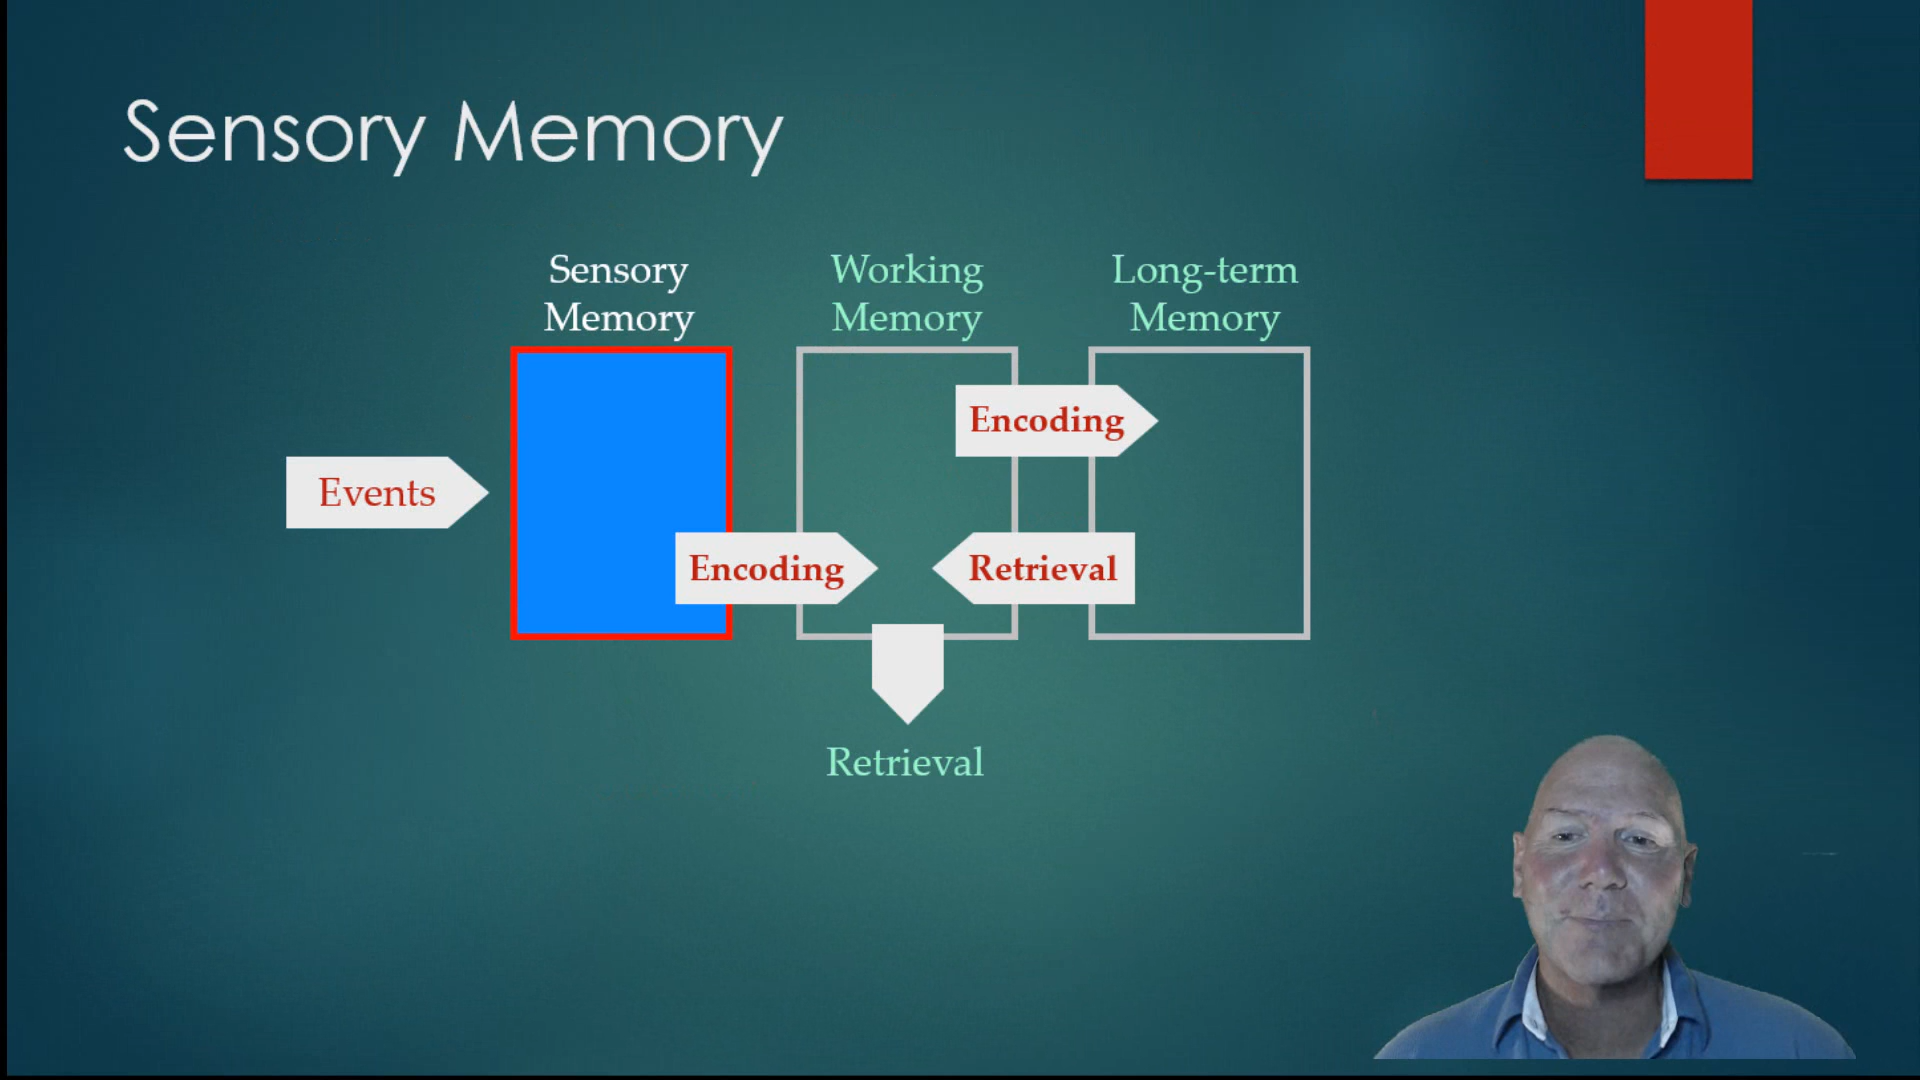 Sensory Memory
Sensory
Memory
Working
Memory
Long-term
Memory
Encoding
Events
Encoding
Retrieval
Retrieval